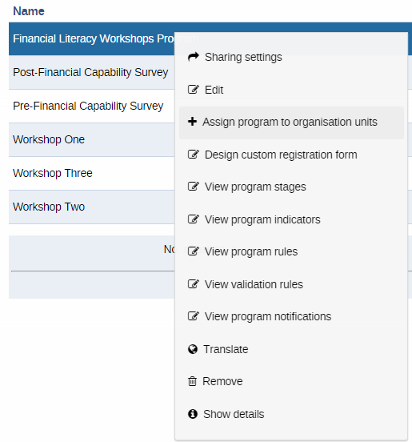 Name
Financial Literacy Workshops Pro
Sharing settings
Post-Financial Capability Survey
Edit
Pre-Financial Capability Survey
Assign program to organisation units
Workshop One
Design custom registration form
Workshop Three
View program stages
Workshop Two
View program indicators
No
View program rules
View validation rules
View program notifications
Translate
Remove
Show details